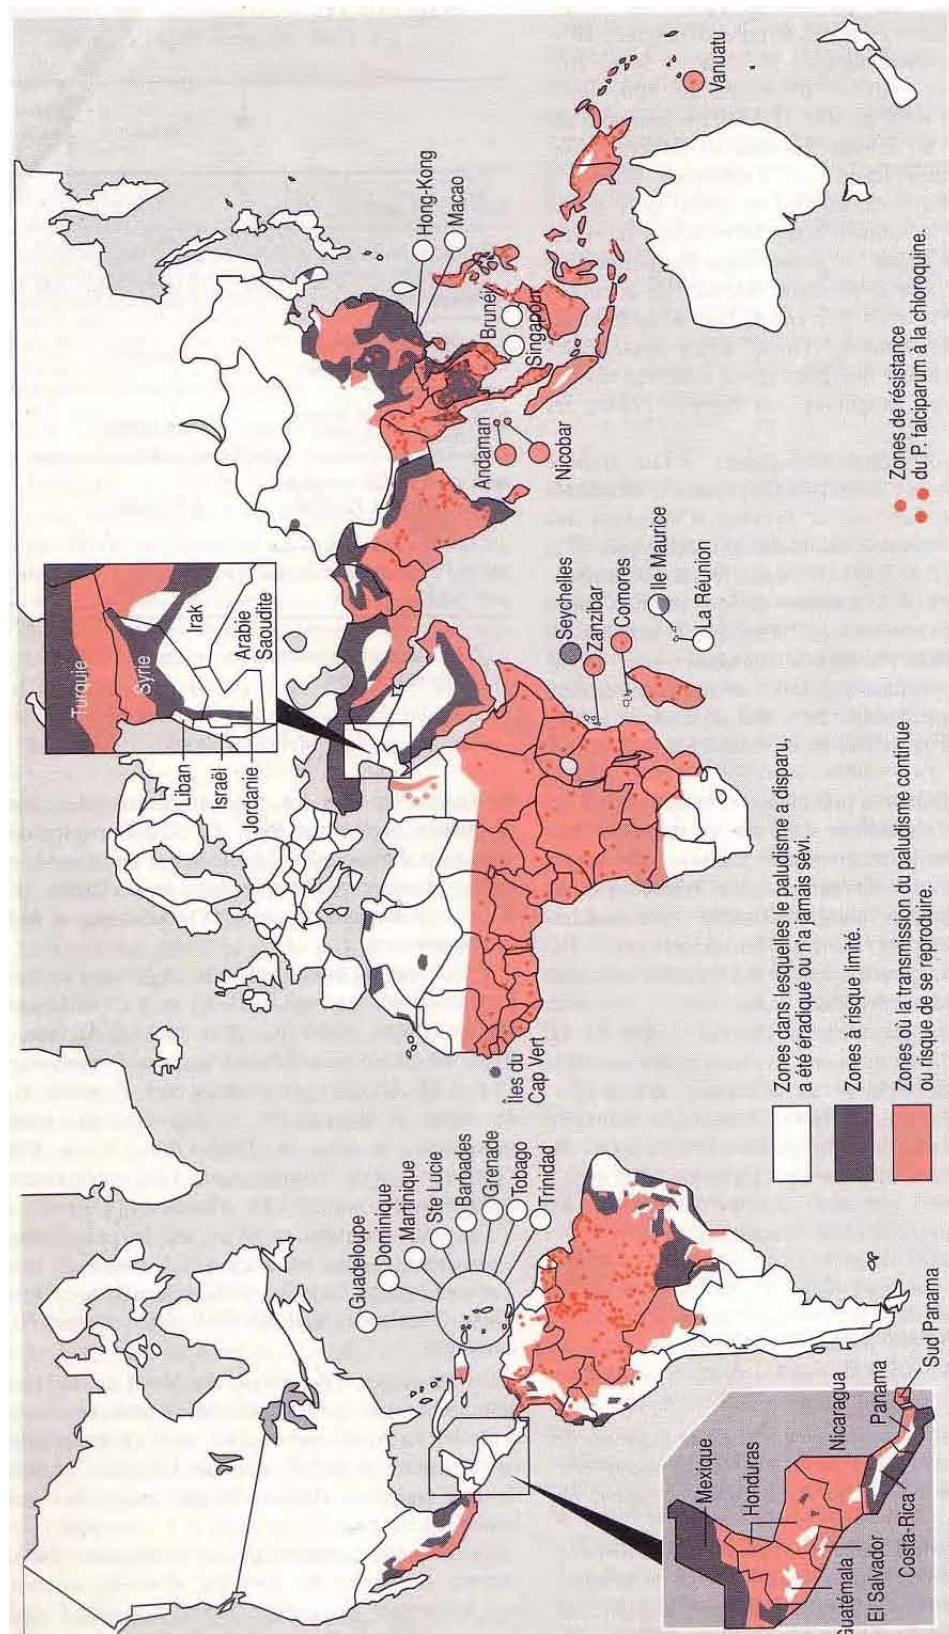 Guadeloupe
Dominique
Martinique
Ste Lucie
Barbades
Grenade
Tobago
Trinidad
Îles du
Cap Vert
Liban
Israël
Jordanie
Turquie
Syrie
Irak
Arabie
Saoudite
Hong-Kong
Macao
Brunéi
Singapour
Andaman
Nicobar
Vanuatu
Seychelles
Zanzibar
Comores
Ile Maurice
La Réunion
Mexique
Honduras
Nicaragua
Panama
Sud Panama
Guatémala
El Salvador
Costa-Rica
Zones dans lesquelles le paludisme a disparu,
a été éradiqué ou n'a jamais sévi.
Zones à risque limité.
Zones où la transmission du paludisme continue
ou risque de se reproduire.
Zones de résistance
du P. falciparum à la chloroquine.